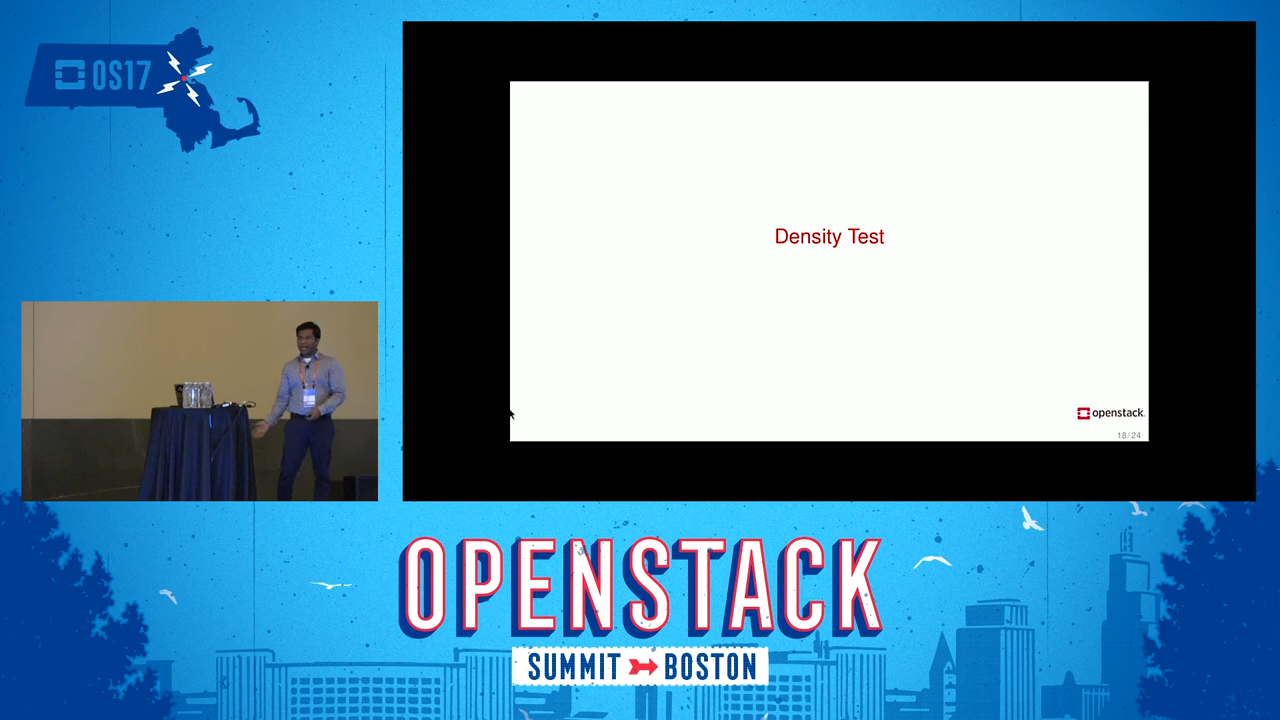 OS17
Density Test
openstack.
18/24
OPENSTACK
SUMMIT BOSTON